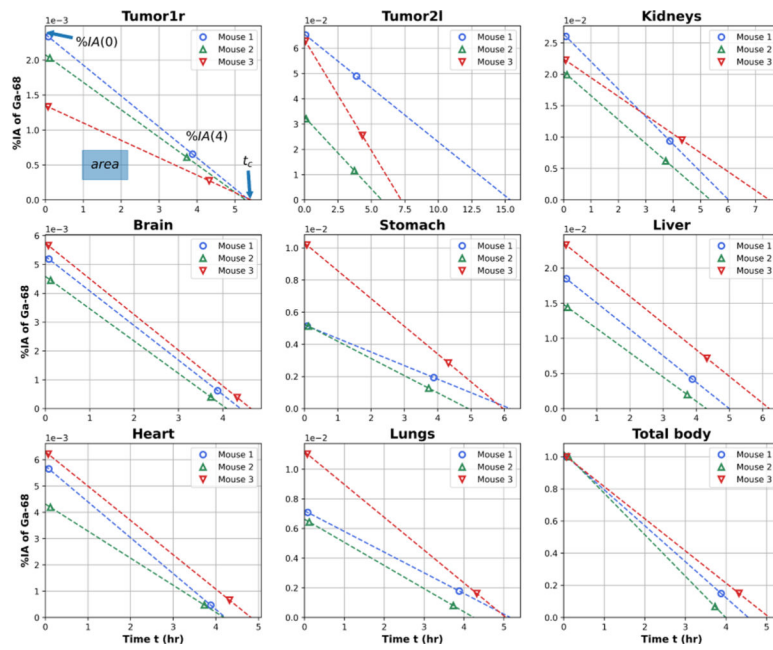 Tumor1r
Tumor2l
Kidneys
1e−3
%IA of Ga-68
2.0
1.5
1.0
0.5
0.0
0 1 2 3 4 5
%IA(0)
%IA(4)
area
t_c
Mouse 1
Mouse 2
Mouse 3
1e−2
6
5
4
3
2
1
0
0.0 2.5 5.0 7.5 10.0 12.5 15.0
Mouse 1
Mouse 2
Mouse 3
1e−2
2.5
2.0
1.5
1.0
0.5
0.0
0 1 2 3 4 5 6 7
Mouse 1
Mouse 2
Mouse 3
Brain
Stomach
Liver
1e−3
%IA of Ga-68
6
5
4
3
2
1
0
0 1 2 3 4
Mouse 1
Mouse 2
Mouse 3
1e−2
1.0
0.8
0.6
0.4
0.2
0.0
0 1 2 3 4 5 6
Mouse 1
Mouse 2
Mouse 3
1e−2
2.0
1.5
1.0
0.5
0.0
0 1 2 3 4 5 6
Mouse 1
Mouse 2
Mouse 3
Heart
Lungs
Total body
1e−3
%IA of Ga-68
6
5
4
3
2
1
0
0 1 2 3 4 5
Time t (hr)
Mouse 1
Mouse 2
Mouse 3
1e−2
1.0
0.8
0.6
0.4
0.2
0.0
0 1 2 3 4 5
Time t (hr)
Mouse 1
Mouse 2
Mouse 3
1.0
0.8
0.6
0.4
0.2
0.0
0 1 2 3 4 5
Time t (hr)
Mouse 1
Mouse 2
Mouse 3